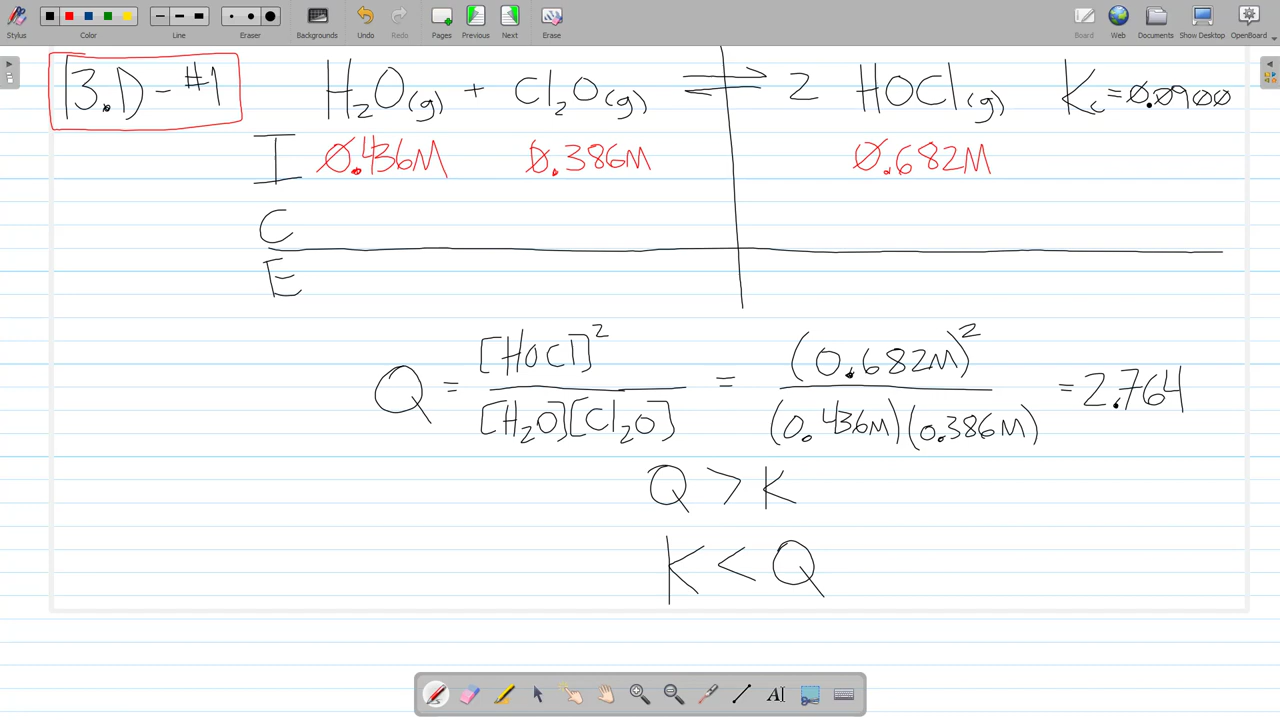 Stylus Color Line Eraser Backgrounds Undo Redo Pages Previous Next Erase Board Web Documents Show Desktop OpenBoard
13.D - #1 H₂O(g) + Cl₂O(g) ⇌ 2 HOCl(g) Kc = 0.0900
I 0.436M 0.386M 0.682M
C
E
Q = [HOCl]² / [H₂O][Cl₂O] = (0.682M)² / (0.436M)(0.386M) = 2.764
Q > K
K < Q
AI